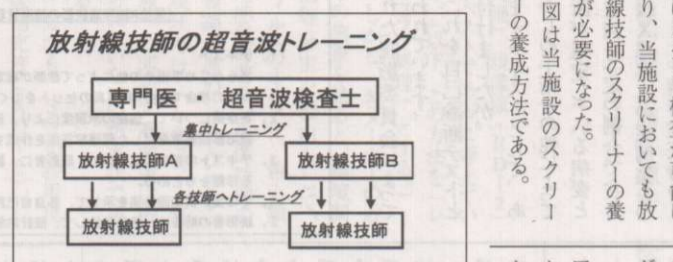 放射線技師の超音波トレーニング
専門医 ・ 超音波検査士
集中トレーニング
放射線技師A
放射線技師B
各技師へトレーニング
放射線技師
放射線技師
り、当施設においても放
線技師のスクリーナーの養
が必要になった。
図は当施設のスクリー
ーの養成方法である。